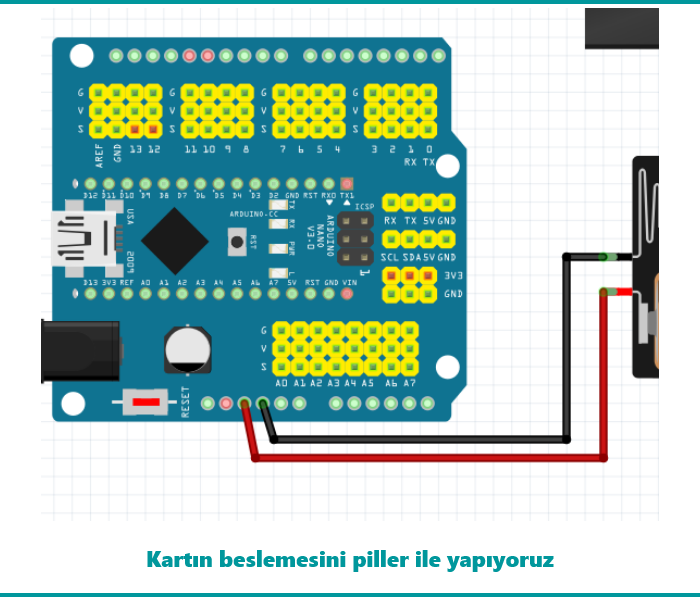 G
V
S
AREF
GND
13 12
G
V
S
11 10 9 8
G
V
S
7 6 5 4
G
V
S
3 2 1 0
RX TX
D12 D11 D10 D9 D8 D7 D6 D5 D4 D3 D2 GND RST RX0 TX1
USA
2009
ARDUINO.CC
RST
TX
RX
PWR
L
ARDUINO
NANO
V3.0
ICSP
1
RX TX 5V GND
SCL SDA 5V GND
3V3
GND
D13 3V3 REF A0 A1 A2 A3 A4 A5 A6 A7 5V RST GND VIN
G
V
S
A0 A1 A2 A3 A4 A5 A6 A7
RESET
Kartın beslemesini piller ile yapıyoruz